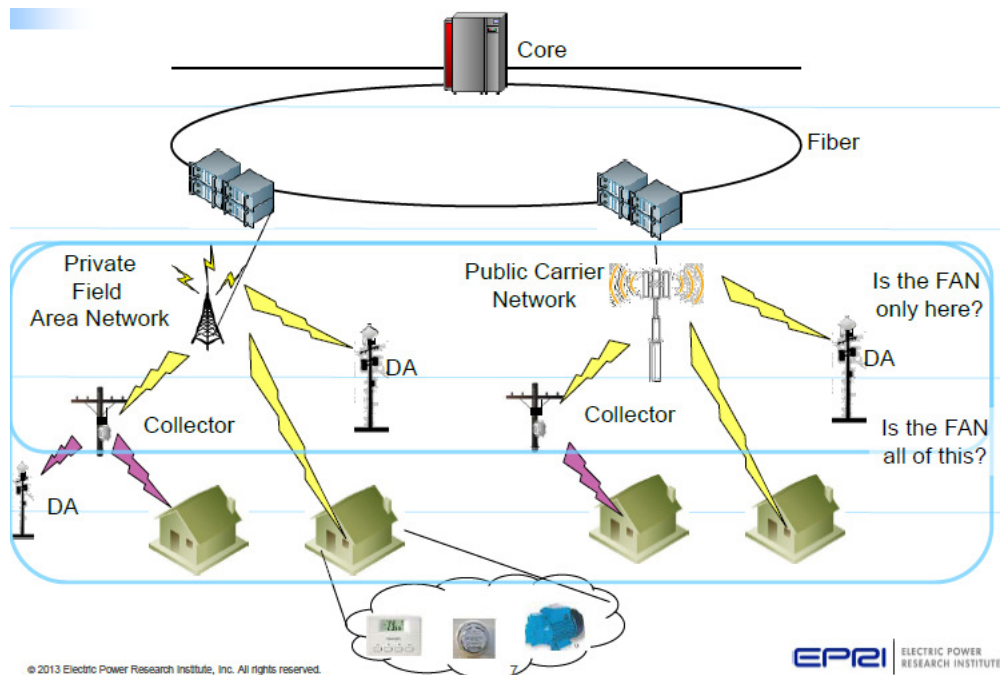 Core
Fiber
Private
Field
Area Network
Public Carrier
Network
Is the FAN
only here?
DA
DA
Collector
Collector
Is the FAN
all of this?
DA
7
© 2013 Electric Power Research Institute, Inc. All rights reserved.
EPRI
ELECTRIC POWER
RESEARCH INSTITUTE